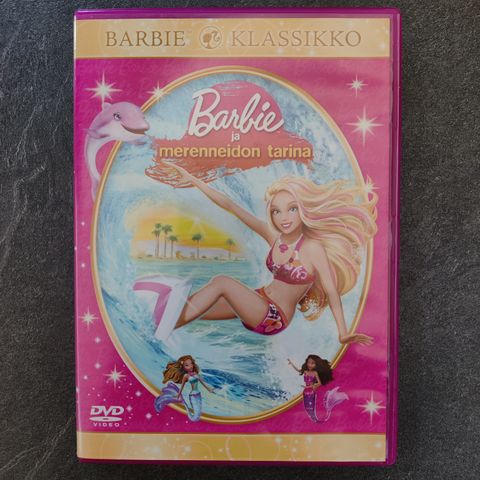 BARBIE KLASSIKKO
Barbie
ja
merenneidon tarina
DVD
VIDEO